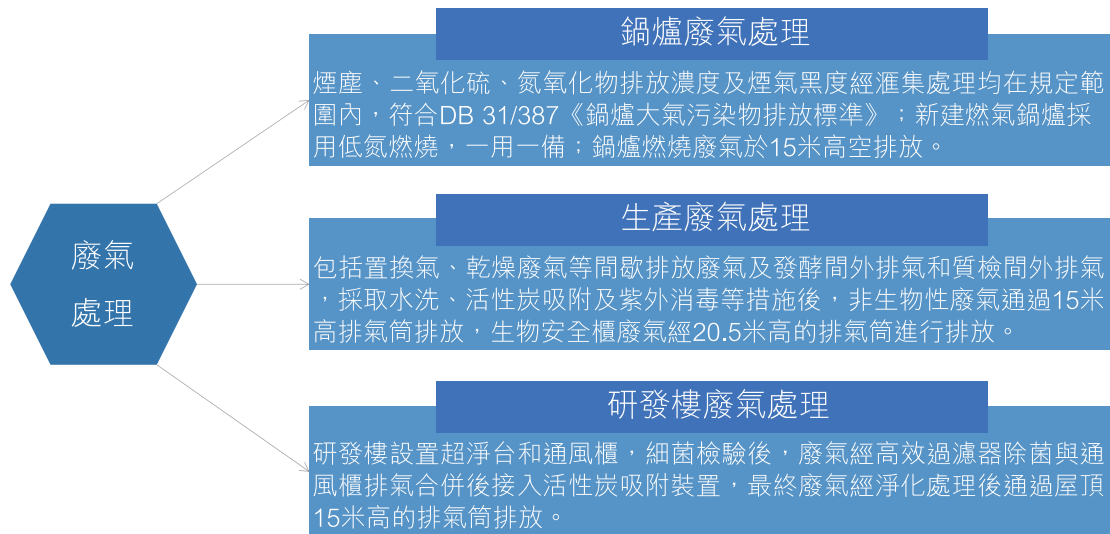 廢氣
處理
鍋爐廢氣處理
煙塵、二氧化硫、氮氧化物排放濃度及煙氣黑度經滙集處理均在規定範
圍內，符合DB 31/387《鍋爐大氣污染物排放標準》；新建燃氣鍋爐採
用低氮燃燒，一用一備；鍋爐燃燒廢氣於15米高空排放。
生產廢氣處理
包括置換氣、乾燥廢氣等間歇排放廢氣及發酵間外排氣和質檢間外排氣
，採取水洗、活性炭吸附及紫外消毒等措施後，非生物性廢氣通過15米
高排氣筒排放，生物安全櫃廢氣經20.5米高的排氣筒進行排放。
研發樓廢氣處理
研發樓設置超淨台和通風櫃，細菌檢驗後，廢氣經高效過濾器除菌與通
風櫃排氣合併後接入活性炭吸附裝置，最終廢氣經淨化處理後通過屋頂
15米高的排氣筒排放。